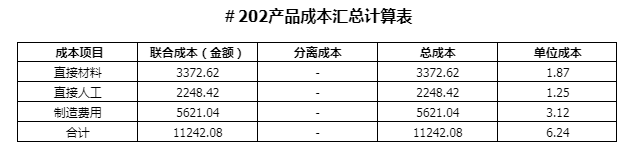 ＃202产品成本汇总计算表
成本项目 联合成本（金额） 分离成本 总成本 单位成本
直接材料 3372.62 - 3372.62 1.87
直接人工 2248.42 - 2248.42 1.25
制造费用 5621.04 - 5621.04 3.12
合计 11242.08 - 11242.08 6.24